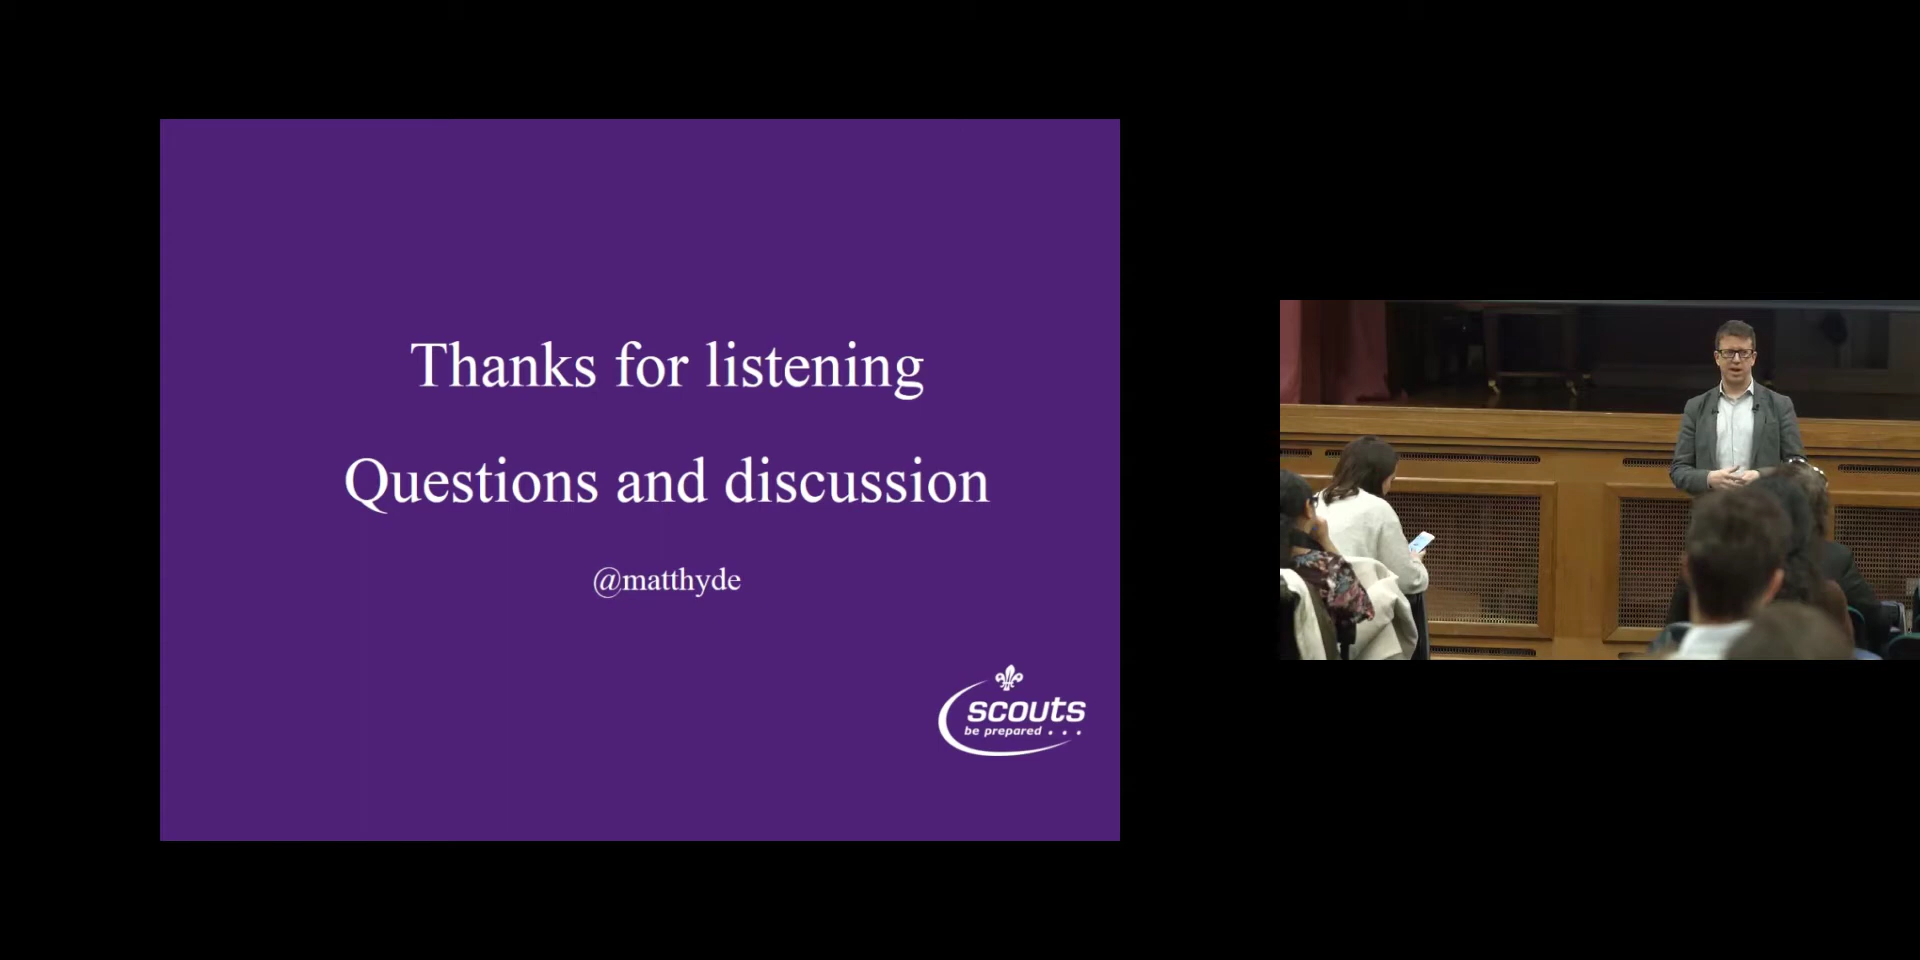 Thanks for listening
Questions and discussion
@matthyde
scouts
be prepared . . .